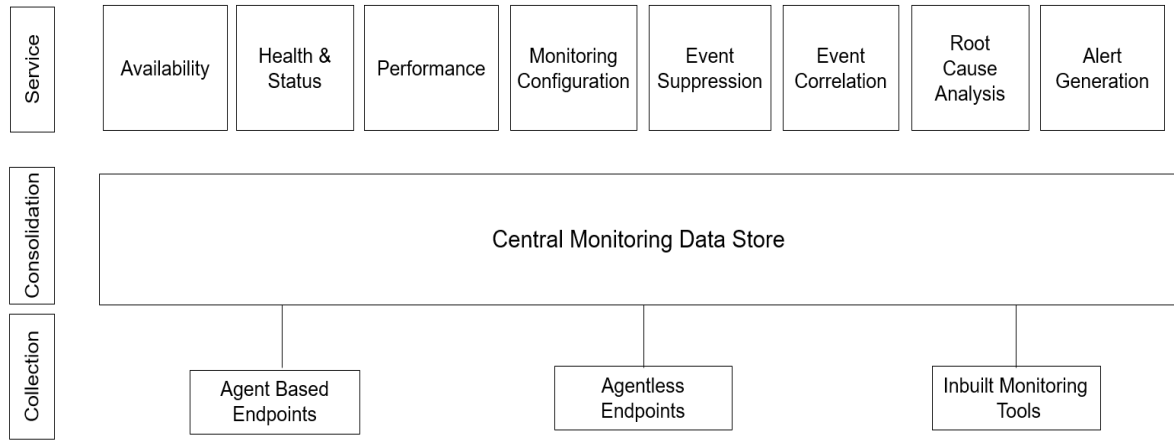 Service
Availability
Health &
Status
Performance
Monitoring
Configuration
Event
Suppression
Event
Correlation
Root
Cause
Analysis
Alert
Generation
Consolidation
Central Monitoring Data Store
Collection
Agent Based
Endpoints
Agentless
Endpoints
Inbuilt Monitoring
Tools